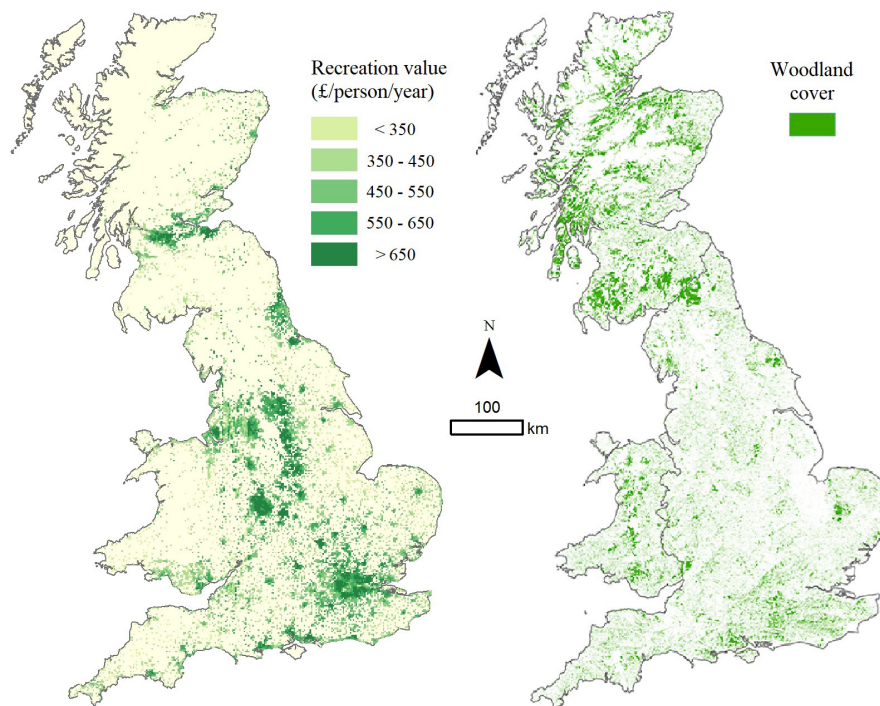 Recreation value
(£/person/year)
< 350
350 - 450
450 - 550
550 - 650
> 650
N
100
km
Woodland
cover